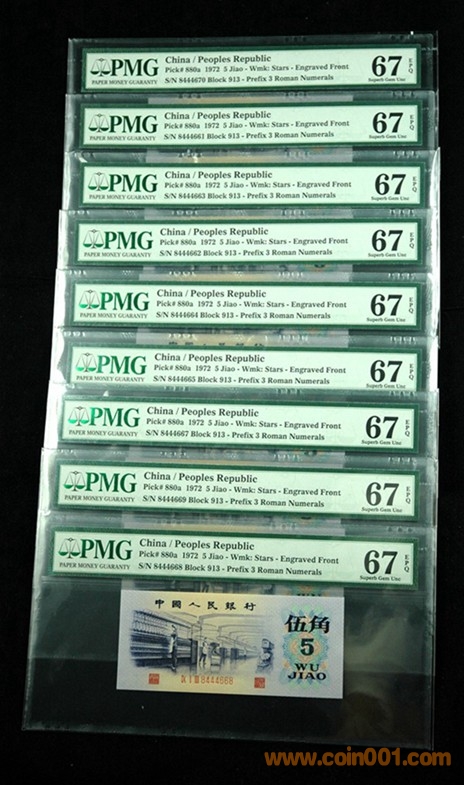 PMG
PAPER MONEY GUARANTY
China / Peoples Republic
Pick# 880a 1972 5 Jiao - Wmk: Stars - Engraved Front
S/N 8444670 Block 913 - Prefix 3 Roman Numerals
67 EPQ
Superb Gem Unc
PMG
PAPER MONEY GUARANTY
China / Peoples Republic
Pick# 880a 1972 5 Jiao - Wmk: Stars - Engraved Front
S/N 8444661 Block 913 - Prefix 3 Roman Numerals
67 EPQ
Superb Gem Unc
PMG
PAPER MONEY GUARANTY
China / Peoples Republic
Pick# 880a 1972 5 Jiao - Wmk: Stars - Engraved Front
S/N 8444663 Block 913 - Prefix 3 Roman Numerals
67 EPQ
Superb Gem Unc
PMG
PAPER MONEY GUARANTY
China / Peoples Republic
Pick# 880a 1972 5 Jiao - Wmk: Stars - Engraved Front
S/N 8444662 Block 913 - Prefix 3 Roman Numerals
67 EPQ
Superb Gem Unc
PMG
PAPER MONEY GUARANTY
China / Peoples Republic
Pick# 880a 1972 5 Jiao - Wmk: Stars - Engraved Front
S/N 8444664 Block 913 - Prefix 3 Roman Numerals
67 EPQ
Superb Gem Unc
PMG
PAPER MONEY GUARANTY
China / Peoples Republic
Pick# 880a 1972 5 Jiao - Wmk: Stars - Engraved Front
S/N 8444665 Block 913 - Prefix 3 Roman Numerals
67 EPQ
Superb Gem Unc
PMG
PAPER MONEY GUARANTY
China / Peoples Republic
Pick# 880a 1972 5 Jiao - Wmk: Stars - Engraved Front
S/N 8444667 Block 913 - Prefix 3 Roman Numerals
67 EPQ
Superb Gem Unc
PMG
PAPER MONEY GUARANTY
China / Peoples Republic
Pick# 880a 1972 5 Jiao - Wmk: Stars - Engraved Front
S/N 8444669 Block 913 - Prefix 3 Roman Numerals
67 EPQ
Superb Gem Unc
PMG
PAPER MONEY GUARANTY
China / Peoples Republic
Pick# 880a 1972 5 Jiao - Wmk: Stars - Engraved Front
S/N 8444668 Block 913 - Prefix 3 Roman Numerals
67 EPQ
Superb Gem Unc
中國人民銀行
伍角
5
WU
JIAO
IX I III 8444668
www.coin001.com